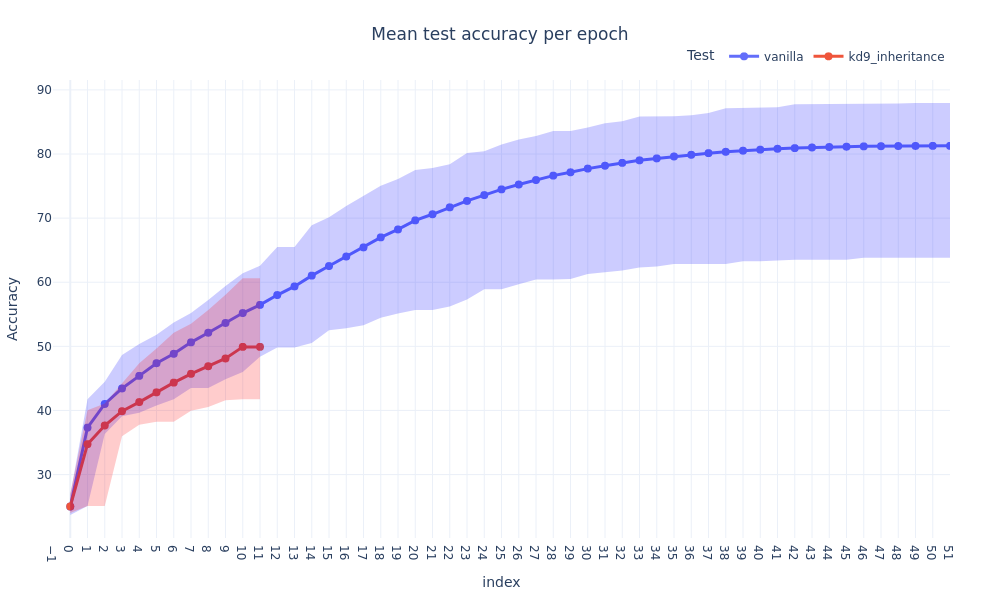 Mean test accuracy per epoch
Test vanilla kd9_inheritance
90
80
70
60
50
40
30
Accuracy
−1 0 1 2 3 4 5 6 7 8 9 10 11 12 13 14 15 16 17 18 19 20 21 22 23 24 25 26 27 28 29 30 31 32 33 34 35 36 37 38 39 40 41 42 43 44 45 46 47 48 49 50 51
index